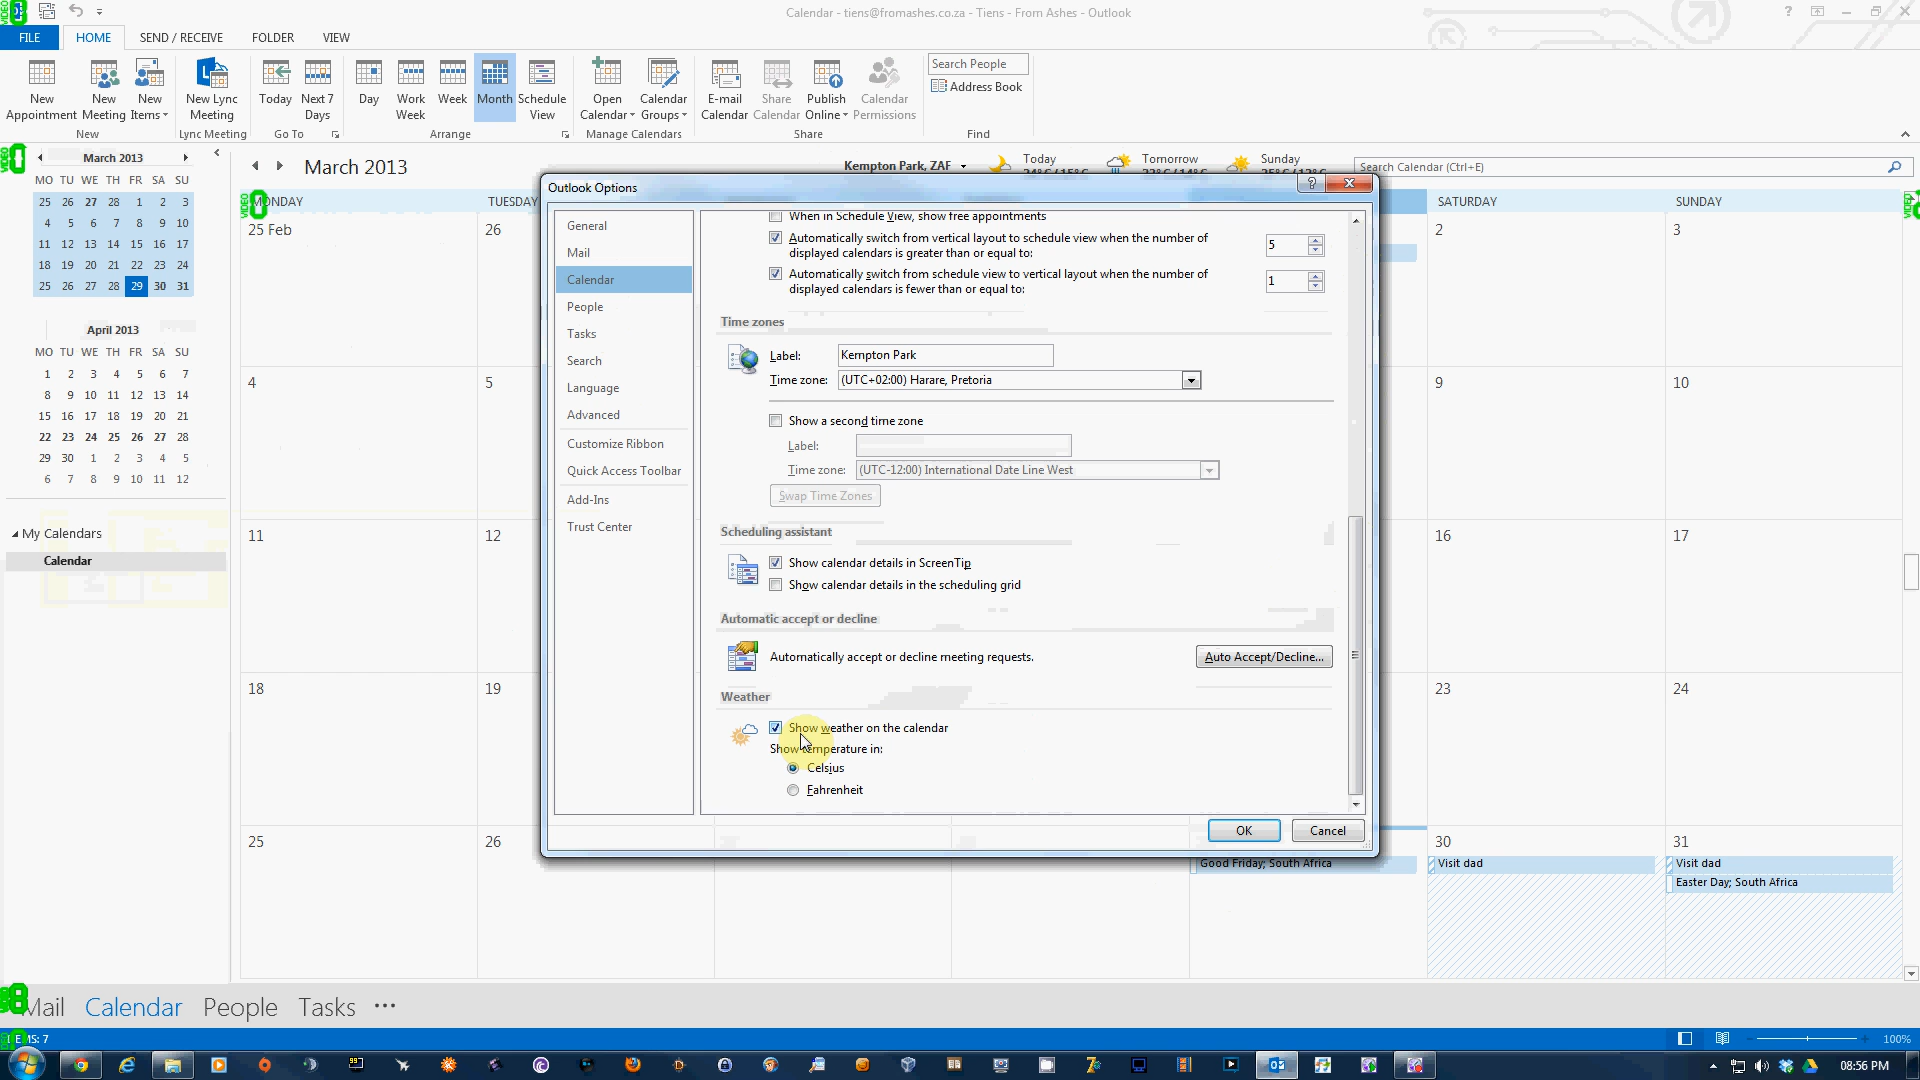 Calendar - tiens@fromashes.co.za - Tiens - From Ashes - Outlook
FILE HOME SEND / RECEIVE FOLDER VIEW
New Appointment
New Meeting
New Items
New Lync Meeting
Today
Next 7 Days
Day
Work Week
Week
Month
Schedule View
Open Calendar
Calendar Groups
E-mail Calendar
Share Calendar
Publish Online
Calendar Permissions
Search People
Address Book
New
Lync Meeting
Go To
Arrange
Manage Calendars
Share
Find
March 2013
MO TU WE TH FR SA SU
25 26 27 28 1 2 3
4 5 6 7 8 9 10
11 12 13 14 15 16 17
18 19 20 21 22 23 24
25 26 27 28 29 30 31
April 2013
MO TU WE TH FR SA SU
1 2 3 4 5 6 7
8 9 10 11 12 13 14
15 16 17 18 19 20 21
22 23 24 25 26 27 28
29 30 1 2 3 4 5
6 7 8 9 10 11 12
My Calendars
Calendar
March 2013
Kempton Park, ZAF
Today
Tomorrow
Sunday
Search Calendar (Ctrl+E)
TUESDAY
SATURDAY
SUNDAY
25 Feb
26
2
3
4
5
9
10
11
12
16
17
18
19
23
24
25
26
30
31
Good Friday; South Africa
Visit dad
Visit dad
Easter Day; South Africa
Outlook Options
General
Mail
Calendar
People
Tasks
Search
Language
Advanced
Customize Ribbon
Quick Access Toolbar
Add-Ins
Trust Center
When in Schedule View, show free appointments
Automatically switch from vertical layout to schedule view when the number of
displayed calendars is greater than or equal to:
5
Automatically switch from schedule view to vertical layout when the number of
displayed calendars is fewer than or equal to:
1
Time zones
Label: Kempton Park
Time zone: (UTC+02:00) Harare, Pretoria
Show a second time zone
Label:
Time zone: (UTC-12:00) International Date Line West
Swap Time Zones
Scheduling assistant
Show calendar details in ScreenTip
Show calendar details in the scheduling grid
Automatic accept or decline
Automatically accept or decline meeting requests.
Auto Accept/Decline...
Weather
Show weather on the calendar
Show temperature in:
Celsius
Fahrenheit
OK
Cancel
Calendar People Tasks ...
100%
08:56 PM